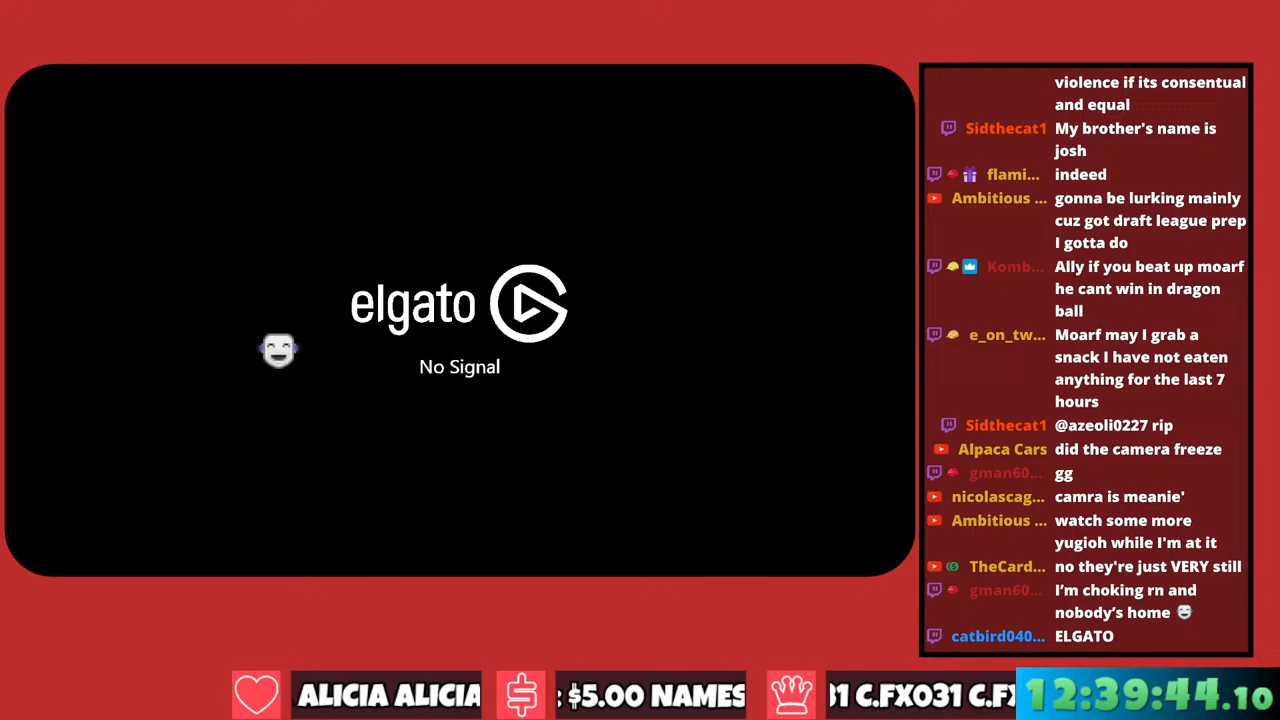 elgato
No Signal
violence if its consentual
and equal
Sidthecat1 My brother's name is
josh
flami... indeed
Ambitious ... gonna be lurking mainly
cuz got draft league prep
I gotta do
Komb... Ally if you beat up moarf
he cant win in dragon
ball
e_on_tw... Moarf may I grab a
snack I have not eaten
anything for the last 7
hours
Sidthecat1 @azeoli0227 rip
Alpaca Cars did the camera freeze
gman60... gg
nicolascag... camra is meanie'
Ambitious ... watch some more
yugioh while I'm at it
TheCard... no they're just VERY still
gman60... I'm choking rn and
nobody's home
catbird040... ELGATO
ALICIA ALICIA
: $5.00 NAMES
31 C.FX031 C.FX
12:39:44.10